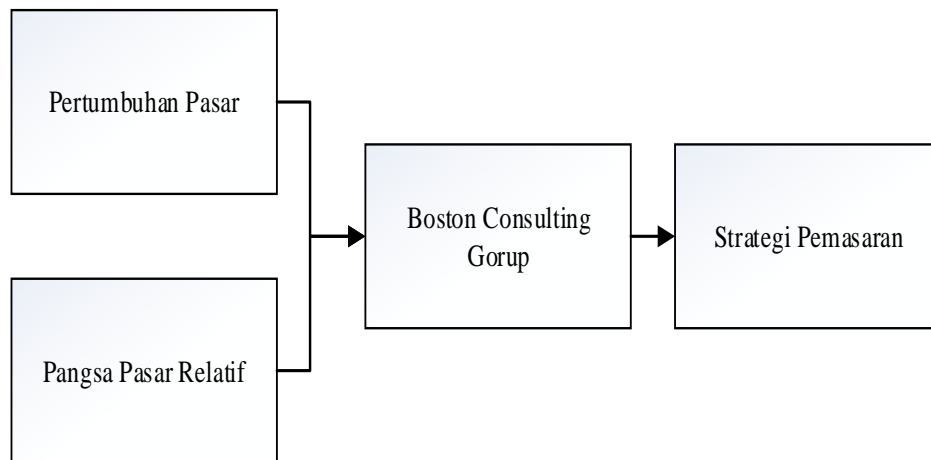 Pertumbuhan Pasar
Pangsa Pasar Relatif
Boston Consulting
Gorup
Strategi Pemasaran